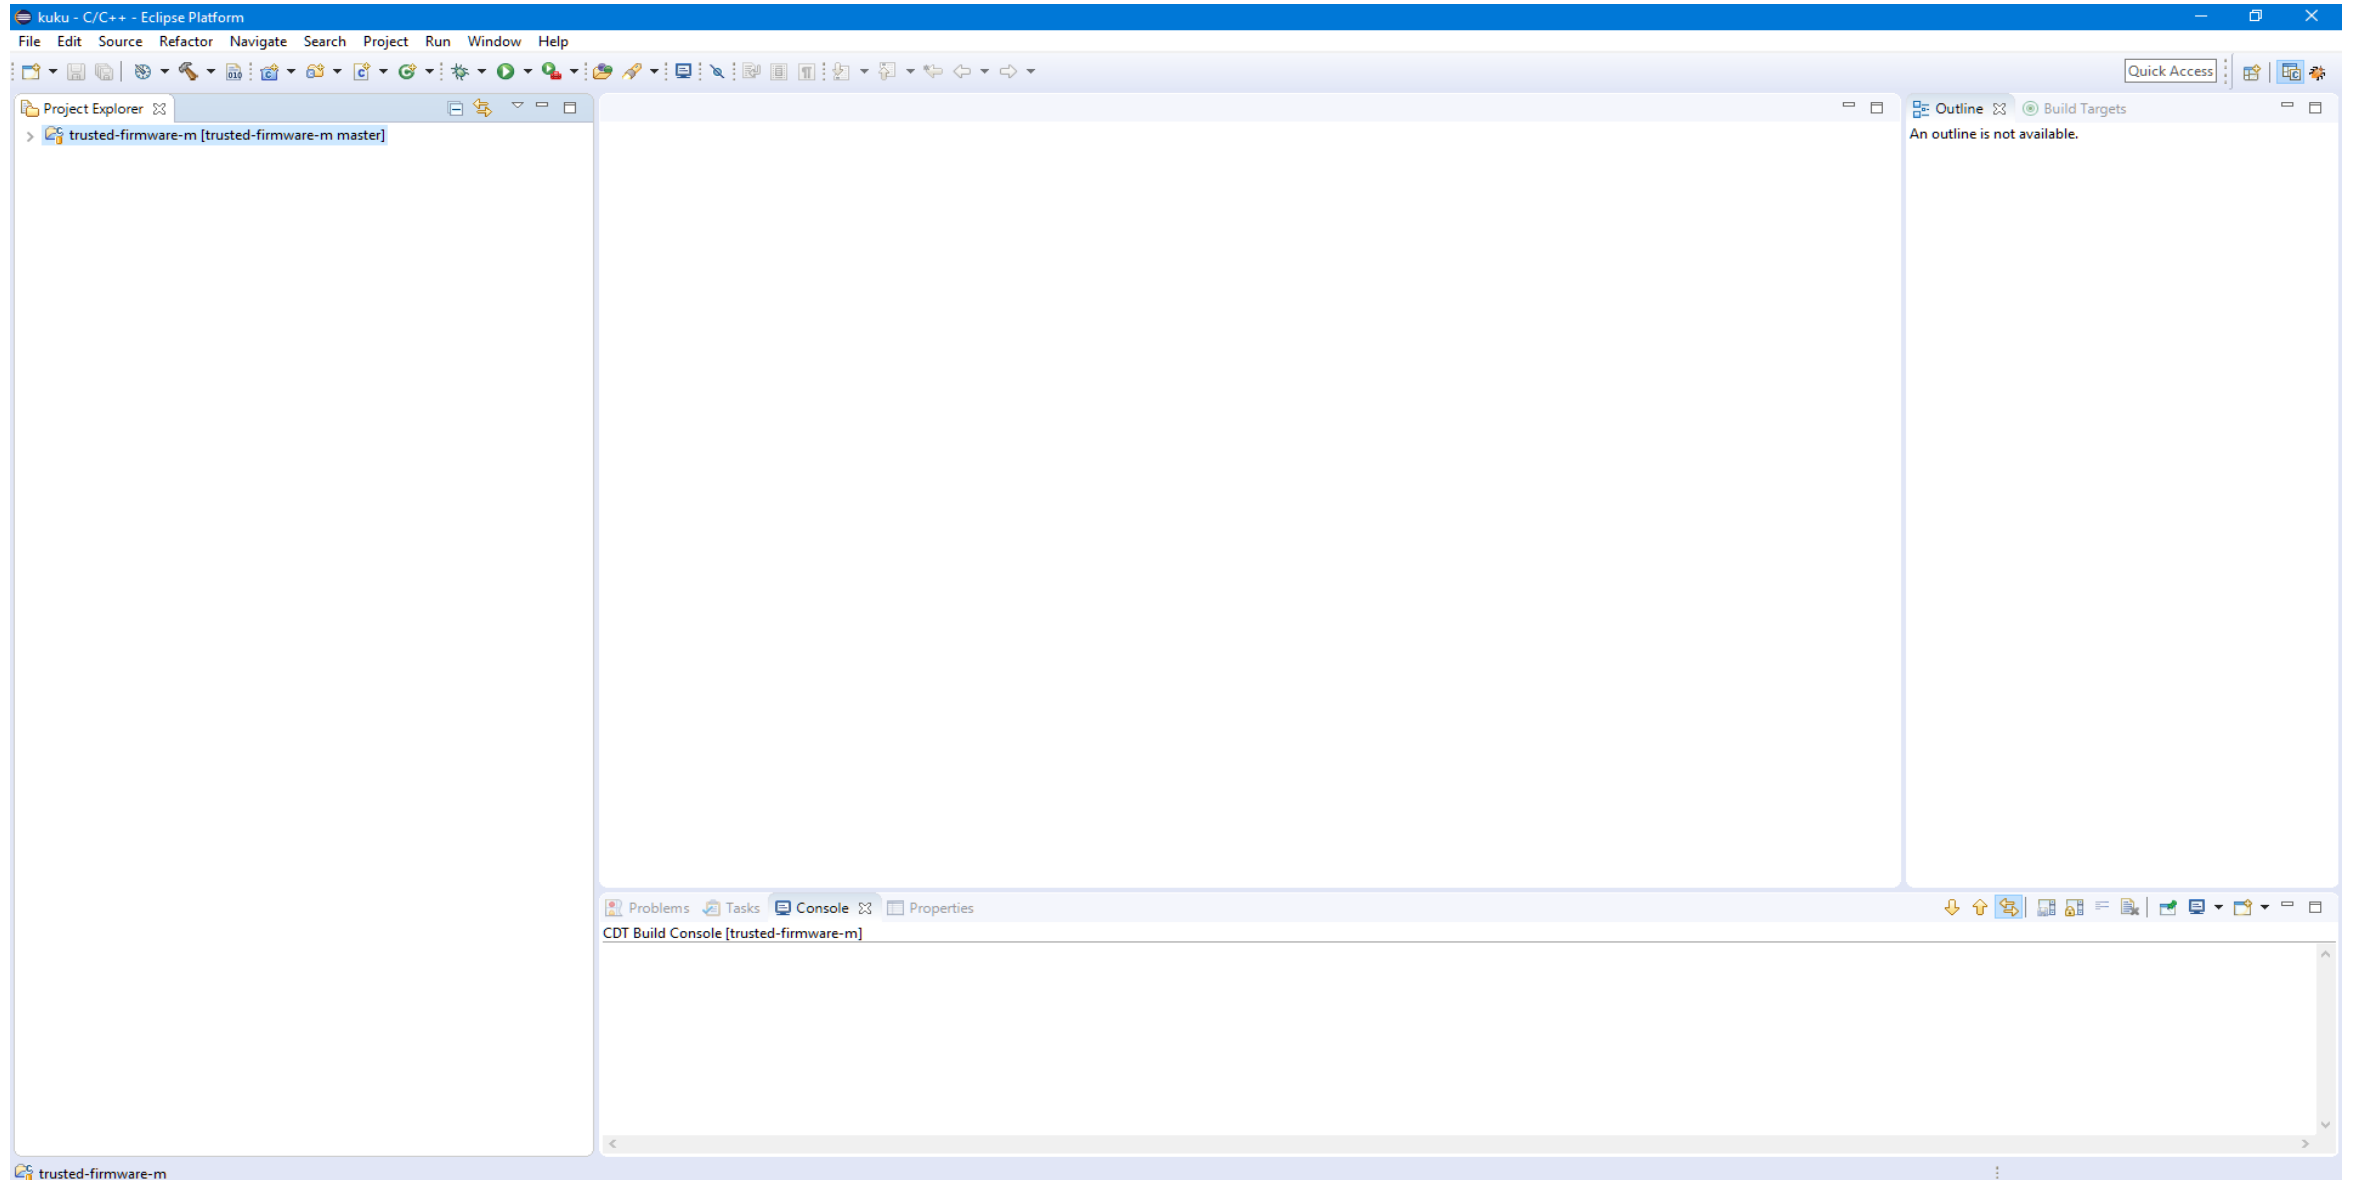 kuku - C/C++ - Eclipse Platform
File Edit Source Refactor Navigate Search Project Run Window Help
010
Quick Access
Project Explorer
trusted-firmware-m [trusted-firmware-m master]
Outline Build Targets
An outline is not available.
Problems Tasks Console Properties
CDT Build Console [trusted-firmware-m]
trusted-firmware-m